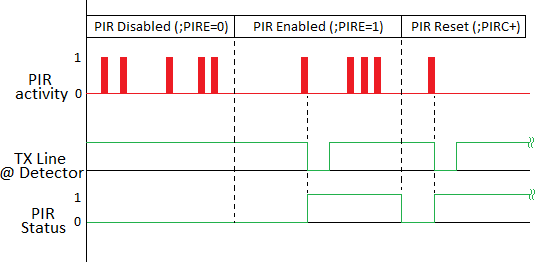 PIR Disabled (;PIRE=0)
PIR Enabled (;PIRE=1)
PIR Reset (;PIRC+)
1
PIR
activity
0
TX Line
@ Detector
1
PIR
Status
0